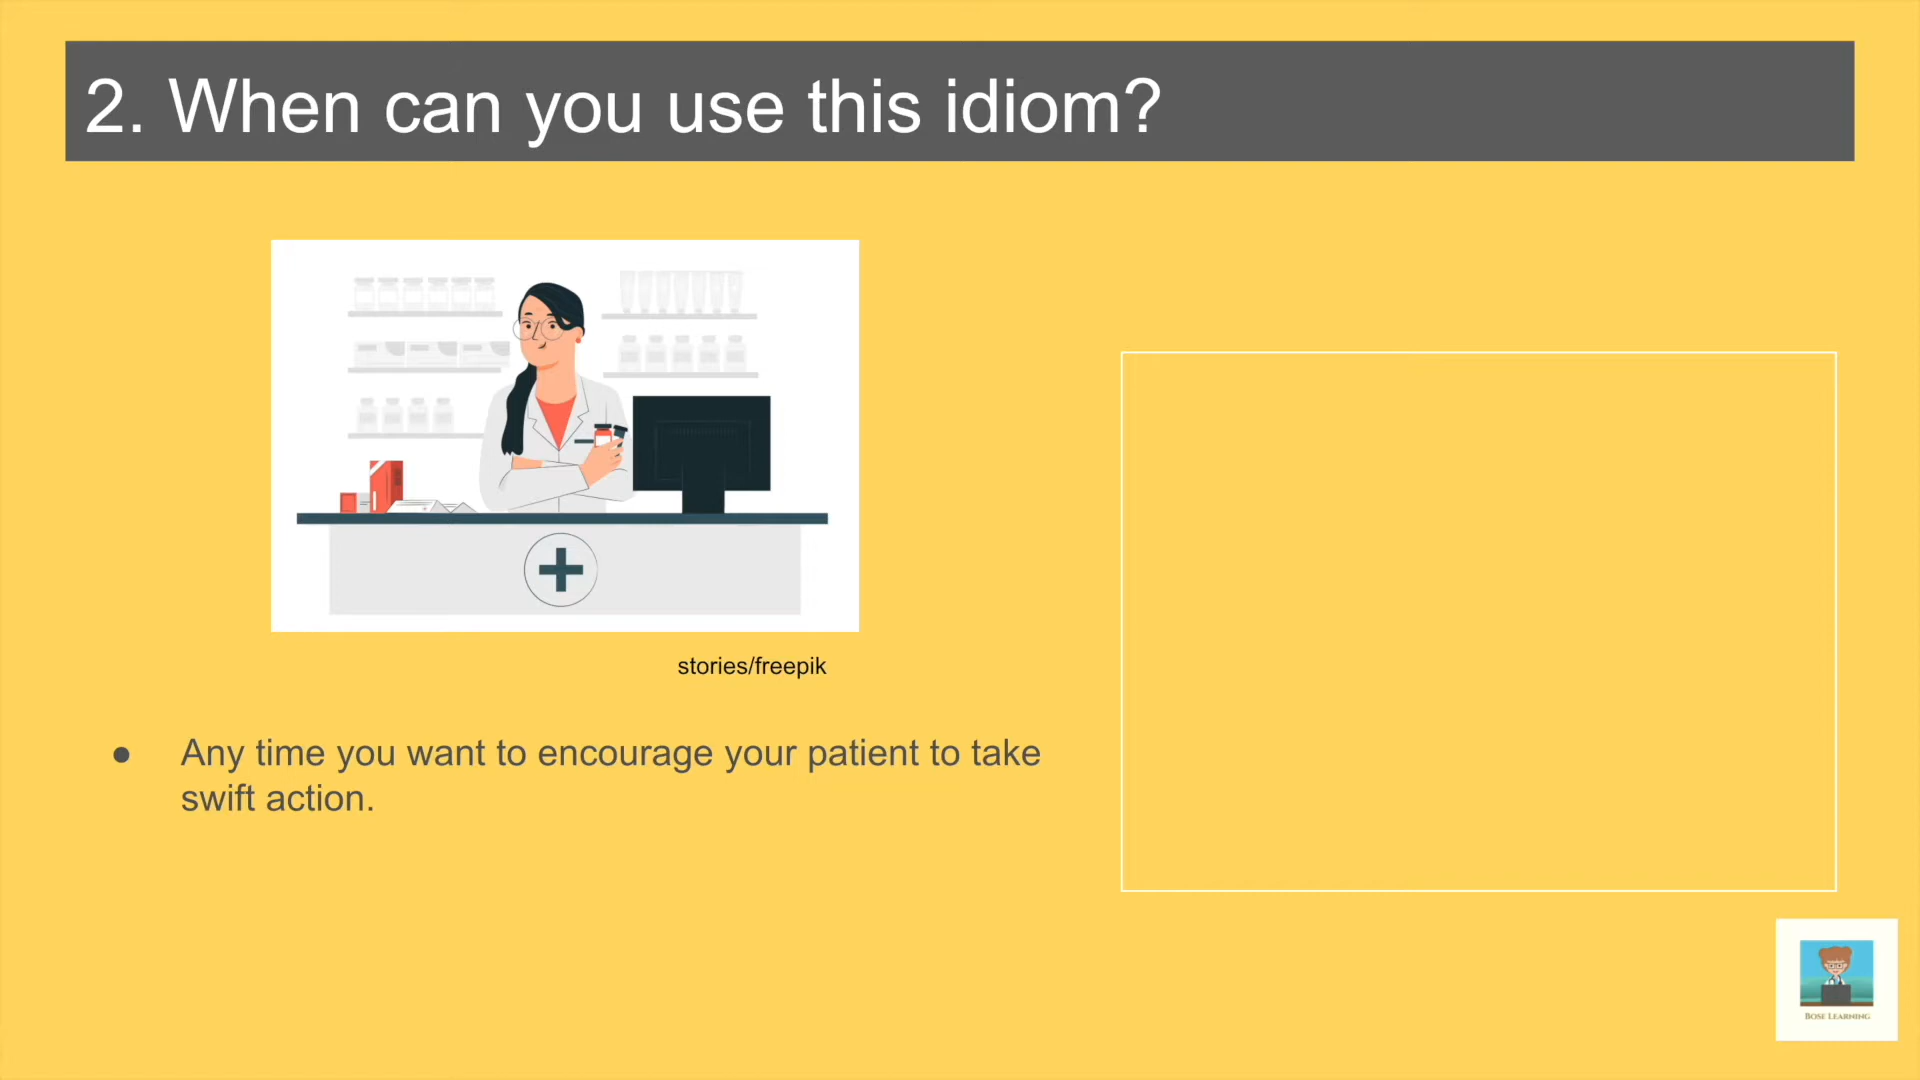 2. When can you use this idiom?
stories/freepik
● Any time you want to encourage your patient to take
swift action.
BOSE LEARNING